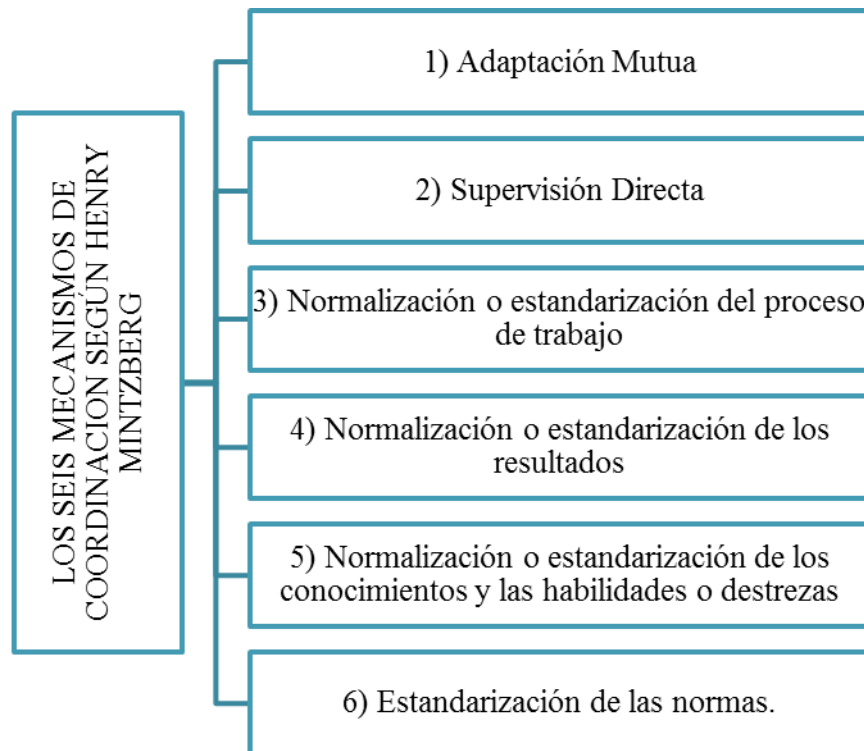 LOS SEIS MECANISMOS DE
COORDINACION SEGÚN HENRY
MINTZBERG
1) Adaptación Mutua
2) Supervisión Directa
3) Normalización o estandarización del proceso
de trabajo
4) Normalización o estandarización de los
resultados
5) Normalización o estandarización de los
conocimientos y las habilidades o destrezas
6) Estandarización de las normas.